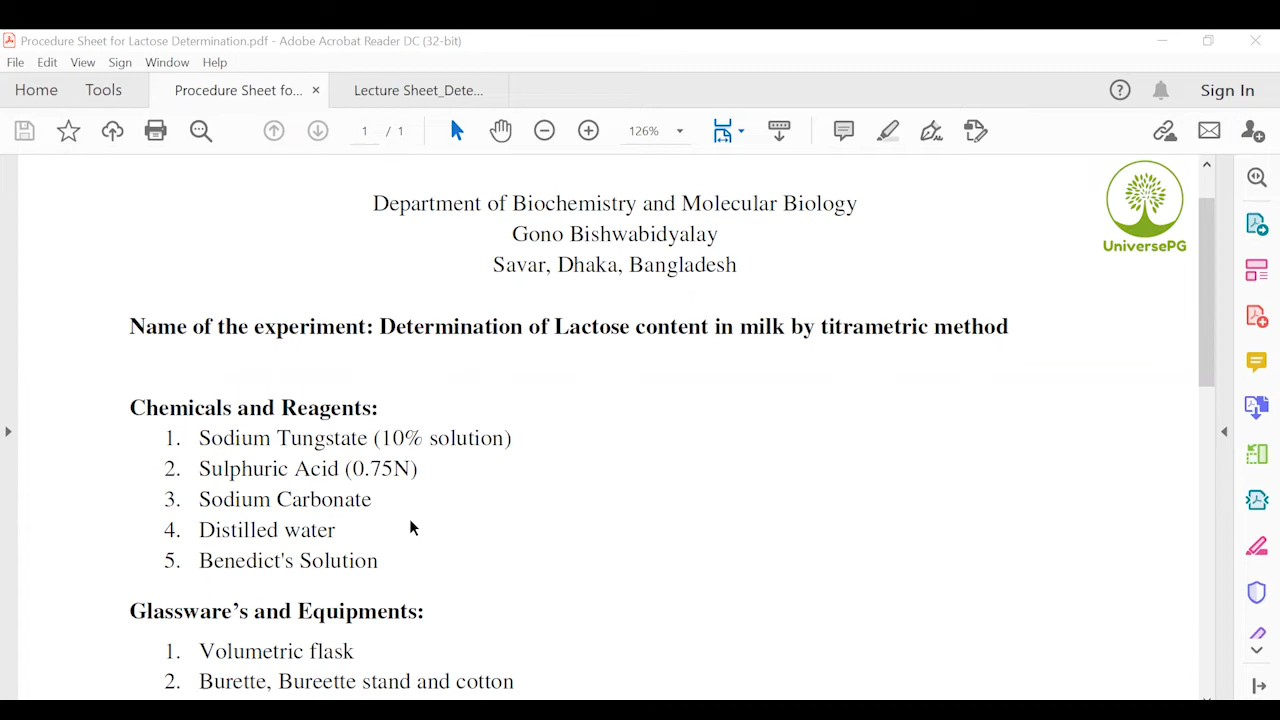 Procedure Sheet for Lactose Determination.pdf - Adobe Acrobat Reader DC (32-bit)
File Edit View Sign Window Help
Home Tools Procedure Sheet fo... × Lecture Sheet_Dete... Sign In
1 / 1 126%
UniversePG
Department of Biochemistry and Molecular Biology
Gono Bishwabidyalay
Savar, Dhaka, Bangladesh
Name of the experiment: Determination of Lactose content in milk by titrametric method
Chemicals and Reagents:
1. Sodium Tungstate (10% solution)
2. Sulphuric Acid (0.75N)
3. Sodium Carbonate
4. Distilled water
5. Benedict's Solution
Glassware’s and Equipments:
1. Volumetric flask
2. Burette, Bureette stand and cotton